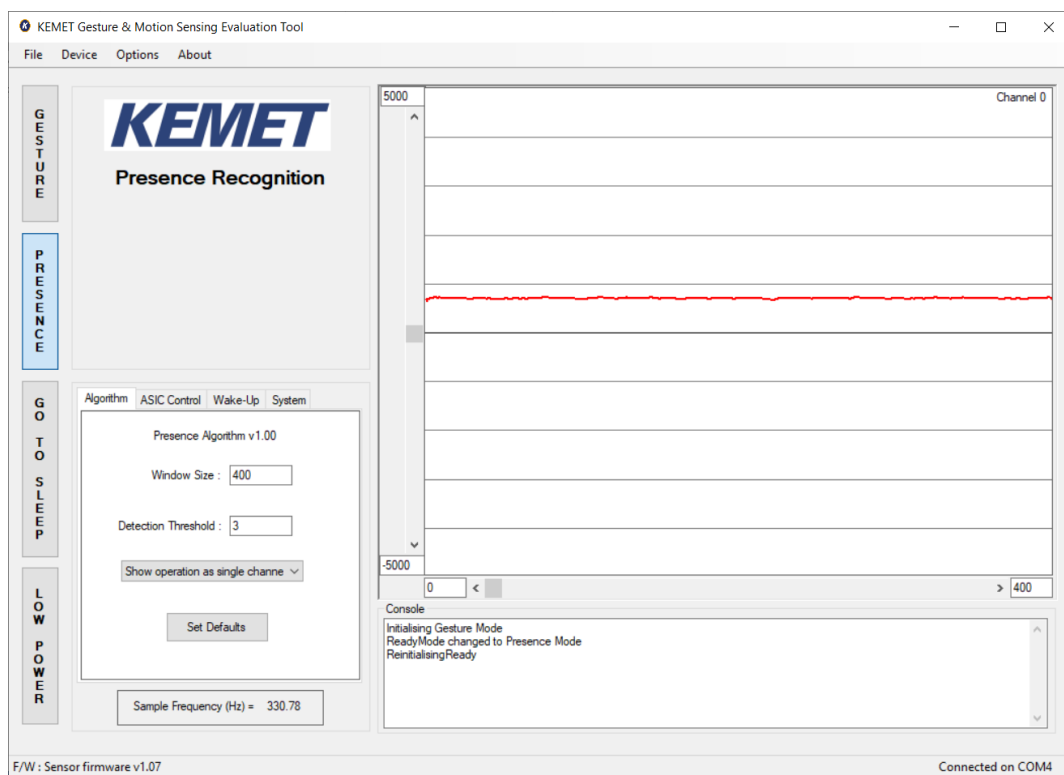 KEMET Gesture & Motion Sensing Evaluation Tool
File Device Options About
GESTURE
PRESENCE
GO TO SLEEP
LOW POWER
KEMET
Presence Recognition
Algorithm ASIC Control Wake-Up System
Presence Algorithm v1.00
Window Size : 400
Detection Threshold : 3
Show operation as single channe
Set Defaults
Sample Frequency (Hz) = 330.78
5000
Channel 0
-5000
0 400
Console
Initialising Gesture Mode
ReadyMode changed to Presence Mode
ReinitialisingReady
F/W : Sensor firmware v1.07
Connected on COM4